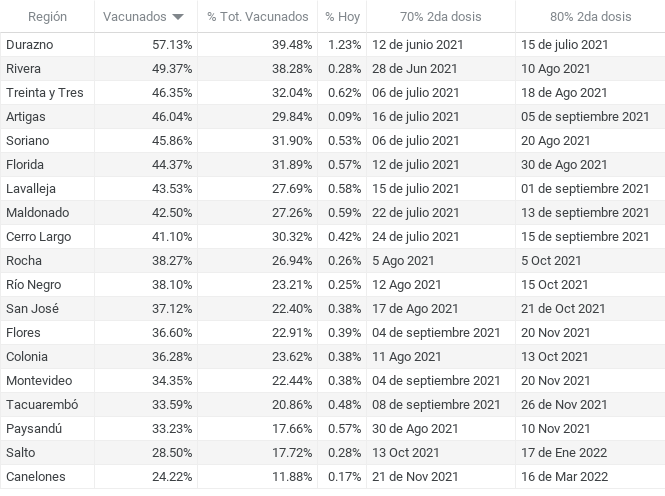 Región Vacunados % Tot. Vacunados % Hoy 70% 2da dosis 80% 2da dosis
Durazno 57.13% 39.48% 1.23% 12 de junio 2021 15 de julio 2021
Rivera 49.37% 38.28% 0.28% 28 de Jun 2021 10 Ago 2021
Treinta y Tres 46.35% 32.04% 0.62% 06 de julio 2021 18 de Ago 2021
Artigas 46.04% 29.84% 0.09% 16 de julio 2021 05 de septiembre 2021
Soriano 45.86% 31.90% 0.53% 06 de julio 2021 20 Ago 2021
Florida 44.37% 31.89% 0.57% 12 de julio 2021 30 de Ago 2021
Lavalleja 43.53% 27.69% 0.58% 15 de julio 2021 01 de septiembre 2021
Maldonado 42.50% 27.26% 0.59% 22 de julio 2021 13 de septiembre 2021
Cerro Largo 41.10% 30.32% 0.42% 24 de julio 2021 15 de septiembre 2021
Rocha 38.27% 26.94% 0.26% 5 Ago 2021 5 Oct 2021
Río Negro 38.10% 23.21% 0.25% 12 Ago 2021 15 Oct 2021
San José 37.12% 22.40% 0.38% 17 de Ago 2021 21 de Oct 2021
Flores 36.60% 22.91% 0.39% 04 de septiembre 2021 20 Nov 2021
Colonia 36.28% 23.62% 0.38% 11 Ago 2021 13 Oct 2021
Montevideo 34.35% 22.44% 0.38% 04 de septiembre 2021 20 Nov 2021
Tacuarembó 33.59% 20.86% 0.48% 08 de septiembre 2021 26 de Nov 2021
Paysandú 33.23% 17.66% 0.57% 30 de Ago 2021 10 Nov 2021
Salto 28.50% 17.72% 0.28% 13 Oct 2021 17 de Ene 2022
Canelones 24.22% 11.88% 0.17% 21 de Nov 2021 16 de Mar 2022